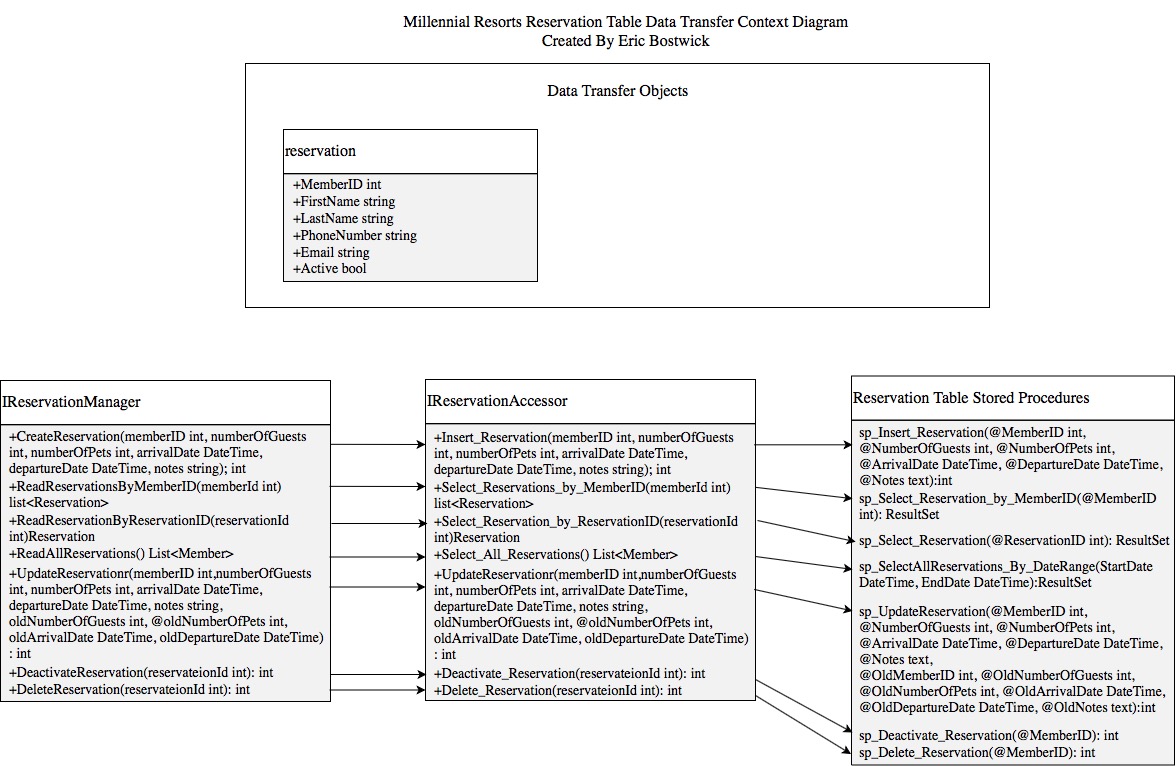 Millennial Resorts Reservation Table Data Transfer Context Diagram
Created By Eric Bostwick
Data Transfer Objects
reservation
+MemberID int
+FirstName string
+LastName string
+PhoneNumber string
+Email string
+Active bool
IReservationManager
+CreateReservation(memberID int, numberOfGuests
int, numberOfPets int, arrivalDate DateTime,
departureDate DateTime, notes string); int
+ReadReservationsByMemberID(memberId int)
list<Reservation>
+ReadReservationByReservationID(reservationId
int)Reservation
+ReadAllReservations() List<Member>
+UpdateReservationr(memberID int,numberOfGuests
int, numberOfPets int, arrivalDate DateTime,
departureDate DateTime, notes string,
oldNumberOfGuests int, @oldNumberOfPets int,
oldArrivalDate DateTime, oldDepartureDate DateTime)
: int
+DeactivateReservation(reservateionId int): int
+DeleteReservation(reservateionId int): int
IReservationAccessor
+Insert_Reservation(memberID int, numberOfGuests
int, numberOfPets int, arrivalDate DateTime,
departureDate DateTime, notes string); int
+Select_Reservations_by_MemberID(memberId int)
list<Reservation>
+Select_Reservation_by_ReservationID(reservationId
int)Reservation
+Select_All_Reservations() List<Member>
+UpdateReservationr(memberID int,numberOfGuests
int, numberOfPets int, arrivalDate DateTime,
departureDate DateTime, notes string,
oldNumberOfGuests int, @oldNumberOfPets int,
oldArrivalDate DateTime, oldDepartureDate DateTime)
: int
+Deactivate_Reservation(reservateionId int): int
+Delete_Reservation(reservateionId int): int
Reservation Table Stored Procedures
sp_Insert_Reservation(@MemberID int,
@NumberOfGuests int, @NumberOfPets int,
@ArrivalDate DateTime, @DepartureDate DateTime,
@Notes text):int
sp_Select_Reservation_by_MemberID(@MemberID
int): ResultSet
sp_Select_Reservation(@ReservationID int): ResultSet
sp_SelectAllReservations_By_DateRange(StartDate
DateTime, EndDate DateTime):ResultSet
sp_UpdateReservation(@MemberID int,
@NumberOfGuests int, @NumberOfPets int,
@ArrivalDate DateTime, @DepartureDate DateTime,
@Notes text,
@OldMemberID int, @OldNumberOfGuests int,
@OldNumberOfPets int, @OldArrivalDate DateTime,
@OldDepartureDate DateTime, @OldNotes text):int
sp_Deactivate_Reservation(@MemberID): int
sp_Delete_Reservation(@MemberID): int